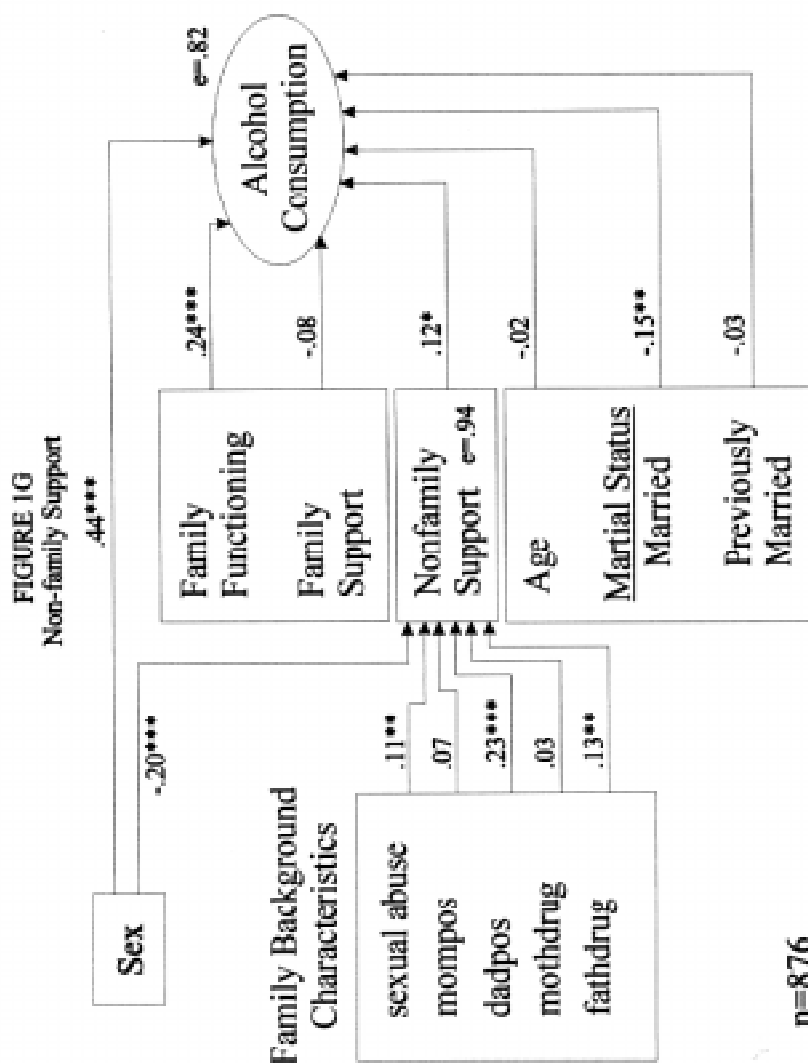 FIGURE 1G
Non-family Support
.44***
Sex
-.20***
Family Background
Characteristics
sexual abuse
mompos
dadpos
mothdrug
fathdrug
.11**
.07
.23***
.03
.13**
Family
Functioning
Family
Support
Nonfamily
Support e=.94
Age
Martial Status
Married
Previously
Married
.24***
-.08
.12*
-.02
-.15**
-.03
Alcohol
Consumption
e=.82
n=876